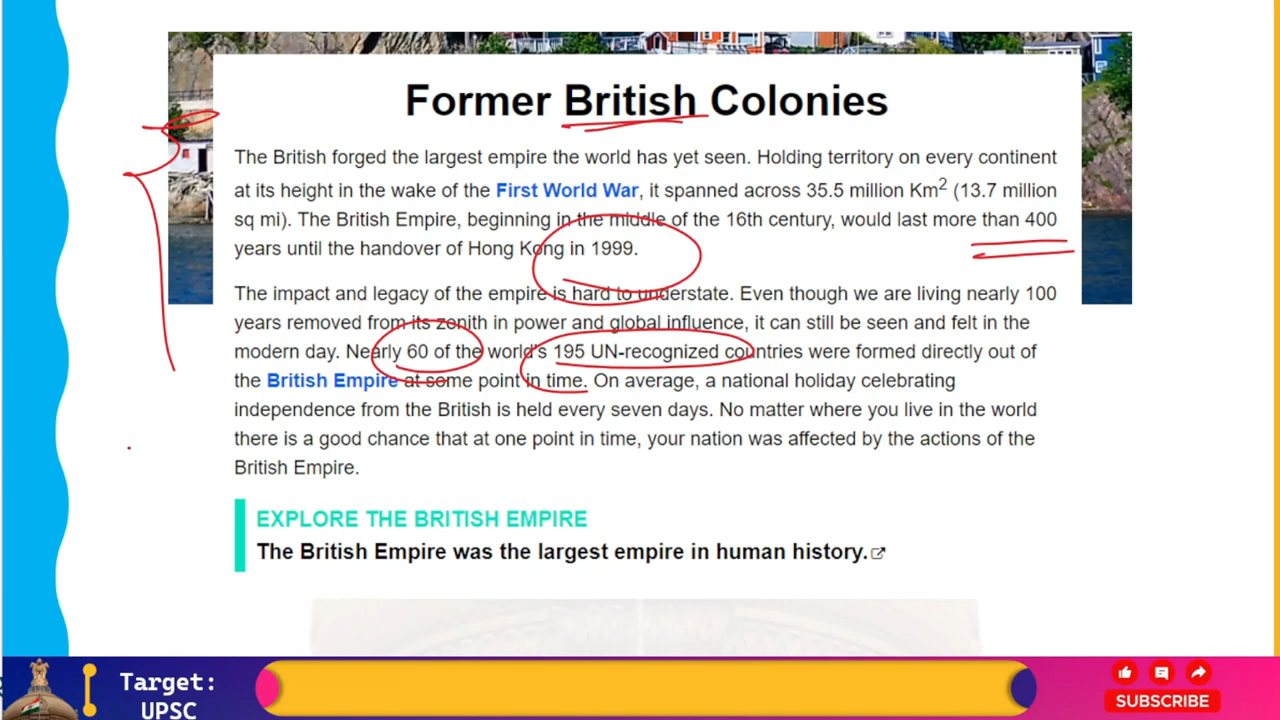 Former British Colonies
The British forged the largest empire the world has yet seen. Holding territory on every continent
at its height in the wake of the First World War, it spanned across 35.5 million Km2 (13.7 million
sq mi). The British Empire, beginning in the middle of the 16th century, would last more than 400
years until the handover of Hong Kong in 1999.
The impact and legacy of the empire is hard to understate. Even though we are living nearly 100
years removed from its zenith in power and global influence, it can still be seen and felt in the
modern day. Nearly 60 of the world's 195 UN-recognized countries were formed directly out of
the British Empire at some point in time. On average, a national holiday celebrating
independence from the British is held every seven days. No matter where you live in the world
there is a good chance that at one point in time, your nation was affected by the actions of the
British Empire.
EXPLORE THE BRITISH EMPIRE
The British Empire was the largest empire in human history.
Target:
UPSC
SUBSCRIBE